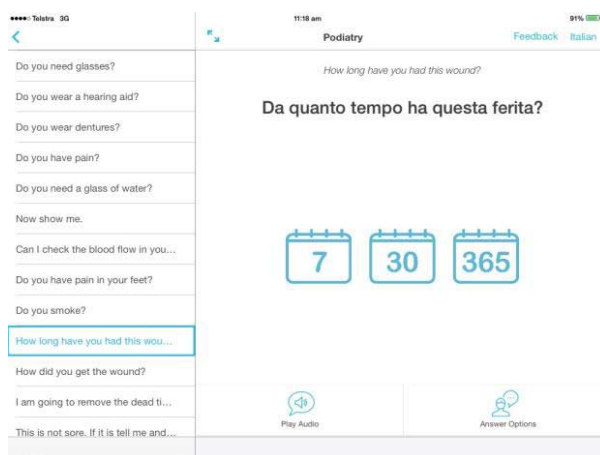 Telstra 3G
11:18 am
91%
Podiatry
Feedback
Italian
Do you need glasses?
Do you wear a hearing aid?
Do you wear dentures?
Do you have pain?
Do you need a glass of water?
Now show me.
Can I check the blood flow in you...
Do you have pain in your feet?
Do you smoke?
How long have you had this wou...
How did you get the wound?
I am going to remove the dead ti...
This is not sore. If it is tell me and...
How long have you had this wound?
Da quanto tempo ha questa ferita?
7 30 365
Play Audio
Answer Options